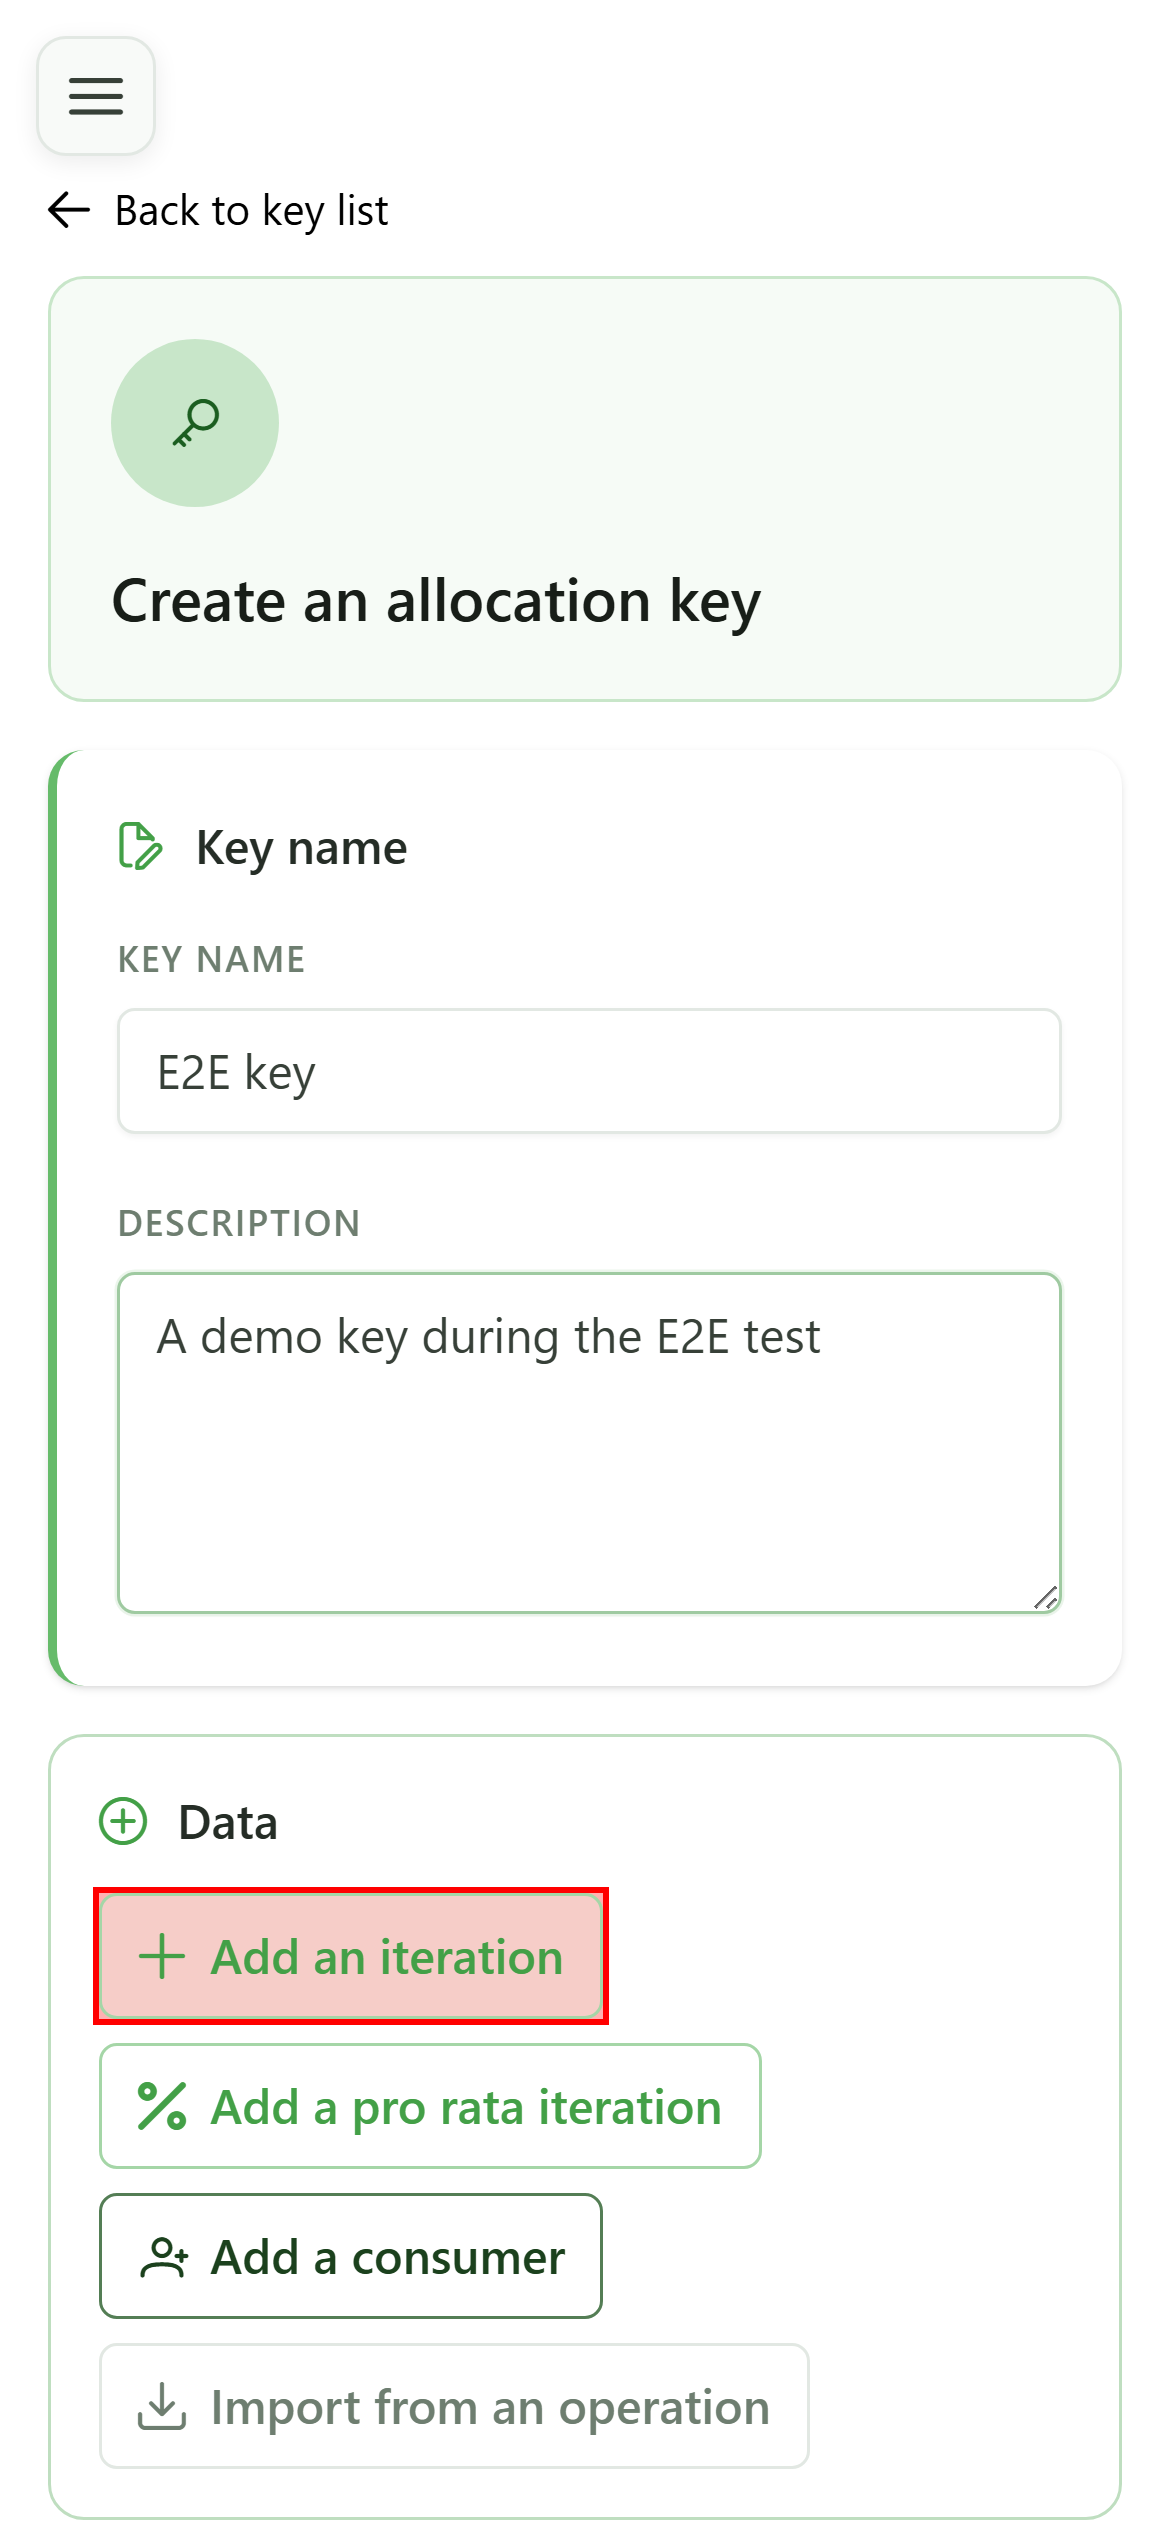 Back to key list
Create an allocation key
Key name
KEY NAME
E2E key
DESCRIPTION
A demo key during the E2E test
Data
Add an iteration
Add a pro rata iteration
Add a consumer
Import from an operation